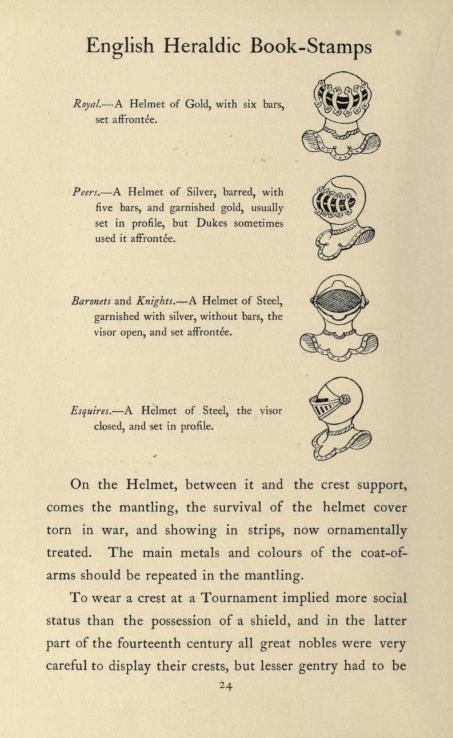 English Heraldic Book-Stamps
Royal.—A Helmet of Gold, with six bars,
set affrontée.
Peers.—A Helmet of Silver, barred, with
five bars, and garnished gold, usually
set in profile, but Dukes sometimes
used it affrontée.
Baronets and Knights.—A Helmet of Steel,
garnished with silver, without bars, the
visor open, and set affrontée.
Esquires.—A Helmet of Steel, the visor
closed, and set in profile.
On the Helmet, between it and the crest support,
comes the mantling, the survival of the helmet cover
torn in war, and showing in strips, now ornamentally
treated. The main metals and colours of the coat-of-
arms should be repeated in the mantling.
To wear a crest at a Tournament implied more social
status than the possession of a shield, and in the latter
part of the fourteenth century all great nobles were very
careful to display their crests, but lesser gentry had to be
24